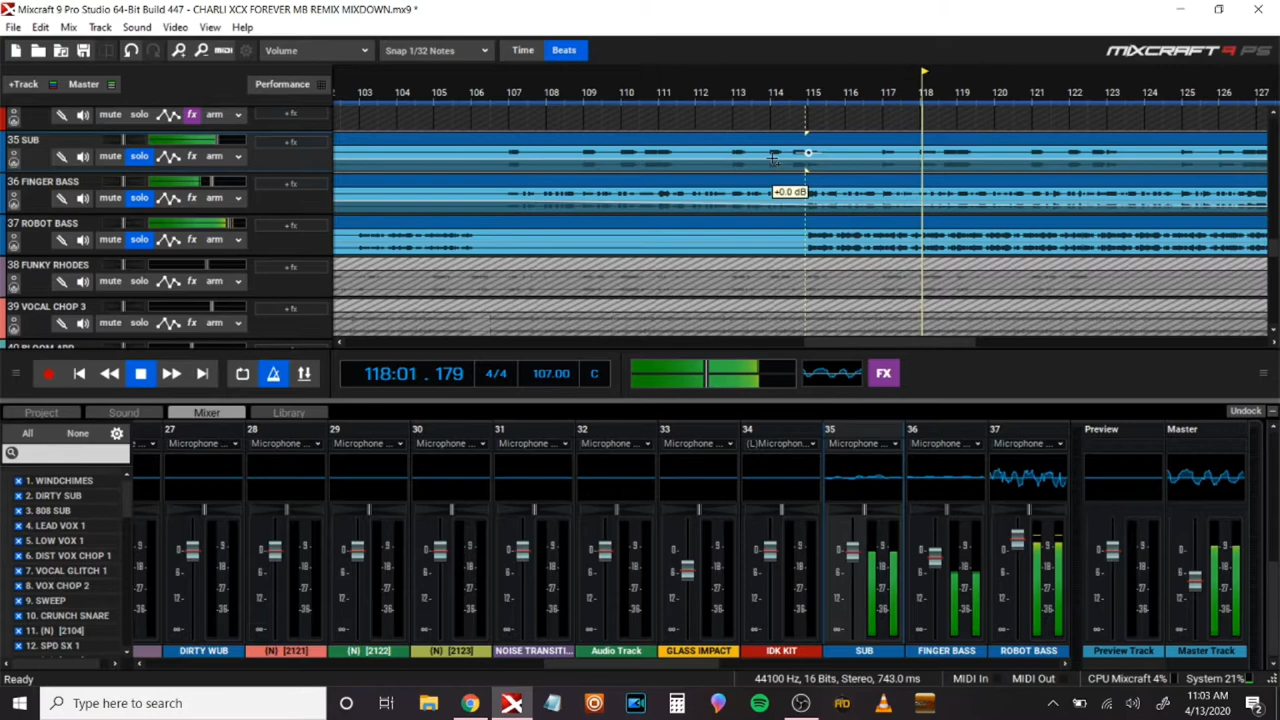 Mixcraft 9 Pro Studio 64-Bit Build 447 - CHARLI XCX FOREVER MB REMIX MIXDOWN.mx9 *
File Edit Mix Track Sound Video View Help
MIDI Volume Snap 1/32 Notes Time Beats MIXCRAFT 9 PS
+Track Master Performance 103 104 105 106 107 108 109 110 111 112 113 114 115 116 117 118 119 120 121 122 123 124 125 126 127
mute solo fx arm +fx
35 SUB
mute solo fx arm +fx
36 FINGER BASS
+0.0 dB
mute solo fx arm +fx
37 ROBOT BASS
mute solo fx arm +fx
38 FUNKY RHODES
mute solo fx arm +fx
39 VOCAL CHOP 3
mute solo fx arm +fx
118:01 . 179 4/4 107.00 C FX
Project Sound Mixer Library Undock
All None 27 28 29 30 31 32 33 34 35 36 37 Preview Master
Microphone ... Microphone ... Microphone ... Microphone ... Microphone ... Microphone ... Microphone ... (L)Microphon... Microphone ... Microphone ... Microphone ...
1. WINDCHIMES
2. DIRTY SUB
3. 808 SUB
4. LEAD VOX 1
5. LOW VOX 1
6. DIST VOX CHOP 1
7. VOCAL GLITCH 1
8. VOX CHOP 2
9. SWEEP
10. CRUNCH SNARE
11. (N) [2104]
12. SPD SX 1
DIRTY WUB (N) [2121] (N) [2122] (N) [2123] NOISE TRANSITI... Audio Track GLASS IMPACT IDK KIT SUB FINGER BASS ROBOT BASS Preview Track Master Track
Ready 44100 Hz, 16 Bits, Stereo, 743.0 ms MIDI In MIDI Out CPU Mixcraft 4% System 21%
Type here to search
11:03 AM
4/13/2020